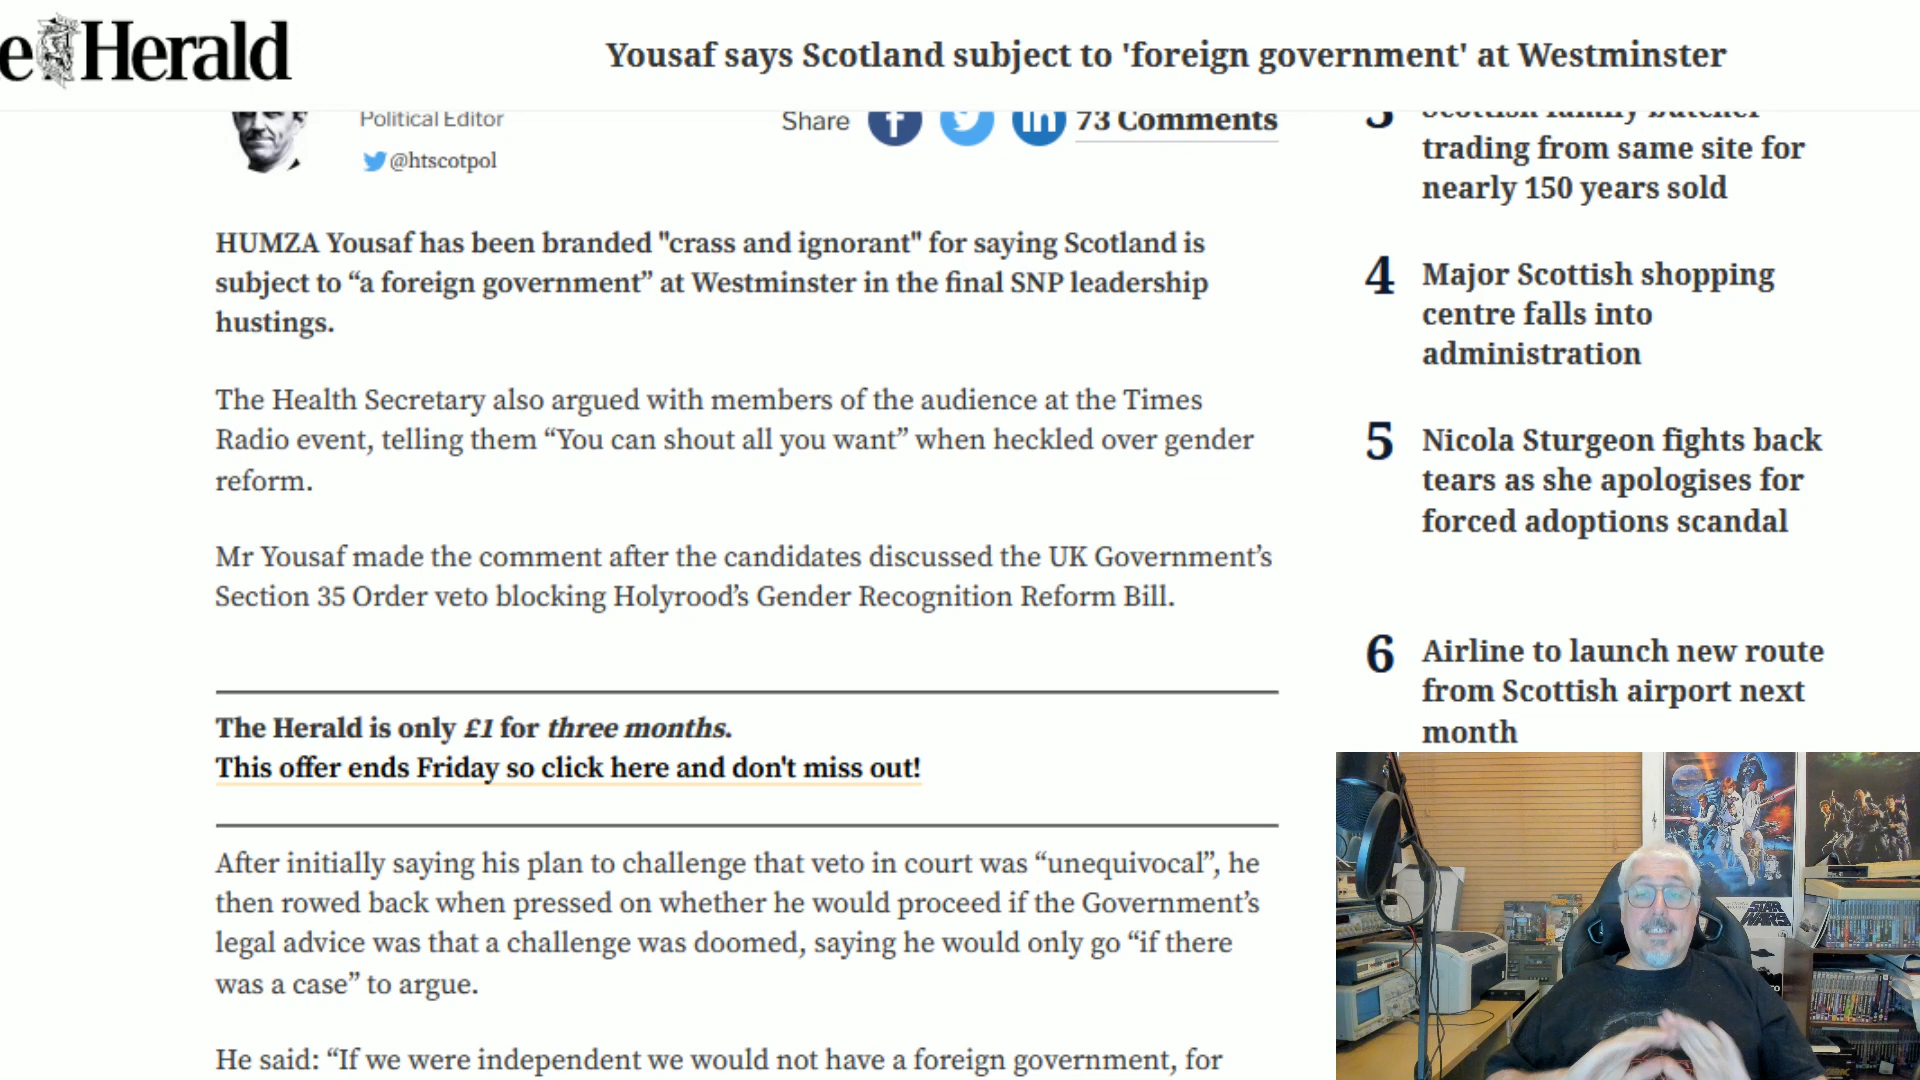 e Herald
Yousaf says Scotland subject to 'foreign government' at Westminster
Political Editor
@htscotpol
Share
73 Comments
HUMZA Yousaf has been branded "crass and ignorant" for saying Scotland is
subject to “a foreign government” at Westminster in the final SNP leadership
hustings.
The Health Secretary also argued with members of the audience at the Times
Radio event, telling them “You can shout all you want” when heckled over gender
reform.
Mr Yousaf made the comment after the candidates discussed the UK Government’s
Section 35 Order veto blocking Holyrood’s Gender Recognition Reform Bill.
The Herald is only £1 for three months.
This offer ends Friday so click here and don't miss out!
After initially saying his plan to challenge that veto in court was “unequivocal”, he
then rowed back when pressed on whether he would proceed if the Government’s
legal advice was that a challenge was doomed, saying he would only go “if there
was a case” to argue.
He said: “If we were independent we would not have a foreign government, for
3 Scottish family butcher
trading from same site for
nearly 150 years sold
4 Major Scottish shopping
centre falls into
administration
5 Nicola Sturgeon fights back
tears as she apologises for
forced adoptions scandal
6 Airline to launch new route
from Scottish airport next
month
STAR
WARS